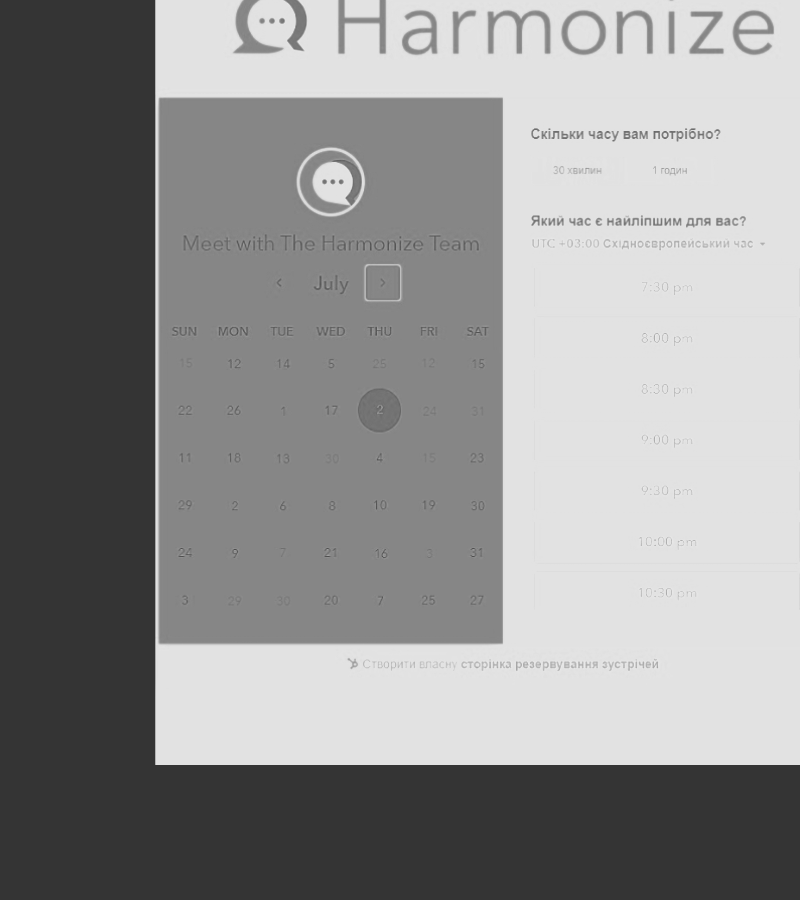 Harmonize
Meet with The Harmonize Team
July
SUN MON TUE WED THU FRI SAT
15 12 14 5 25 12 15
22 26 1 17 2 24 31
11 18 13 30 4 15 23
29 2 6 8 10 19 30
24 9 7 21 16 3 31
3 29 30 20 7 25 27
Скільки часу вам потрібно?
30 хвилин 1 годин
Який час є найліпшим для вас?
UTC +03:00 Східноєвропейський час
7:30 pm
8:00 pm
8:30 pm
9:00 pm
9:30 pm
10:00 pm
10:30 pm
Створити власну сторінка резервування зустрічей